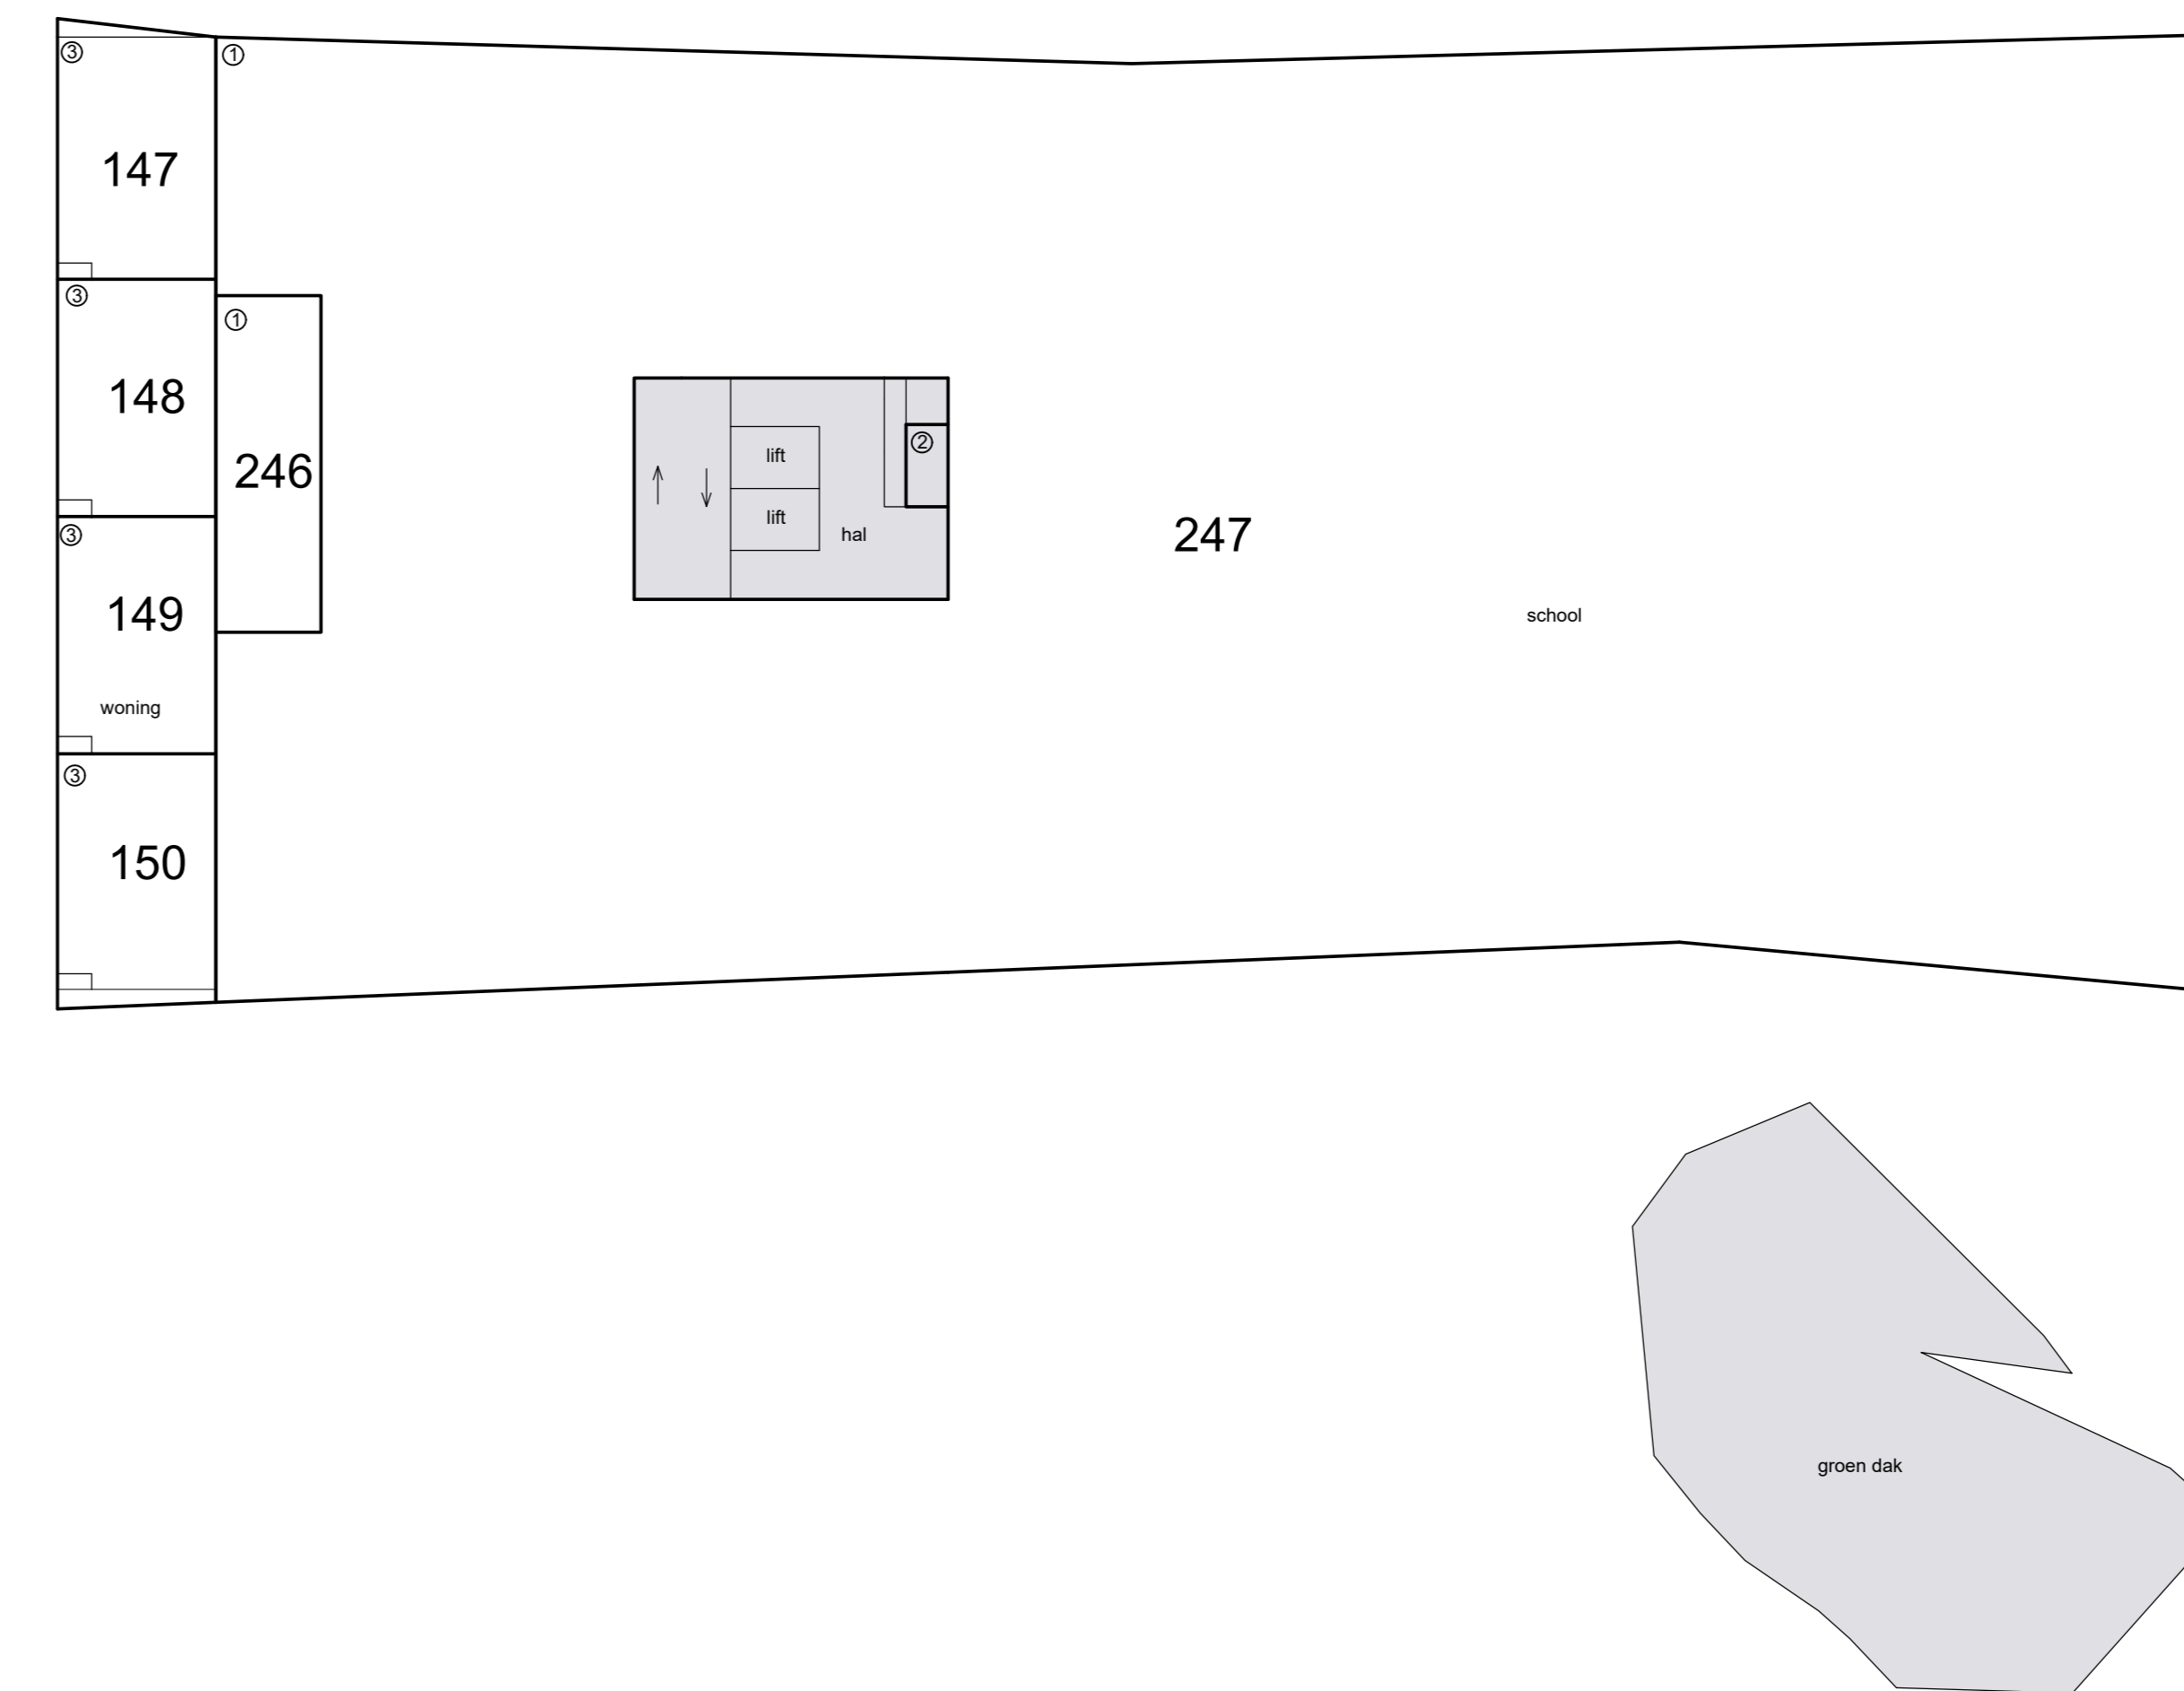 ③
①
147
③
①
148
②
lift
246
lift
③
hal
247
149
school
woning
③
150
groen dak